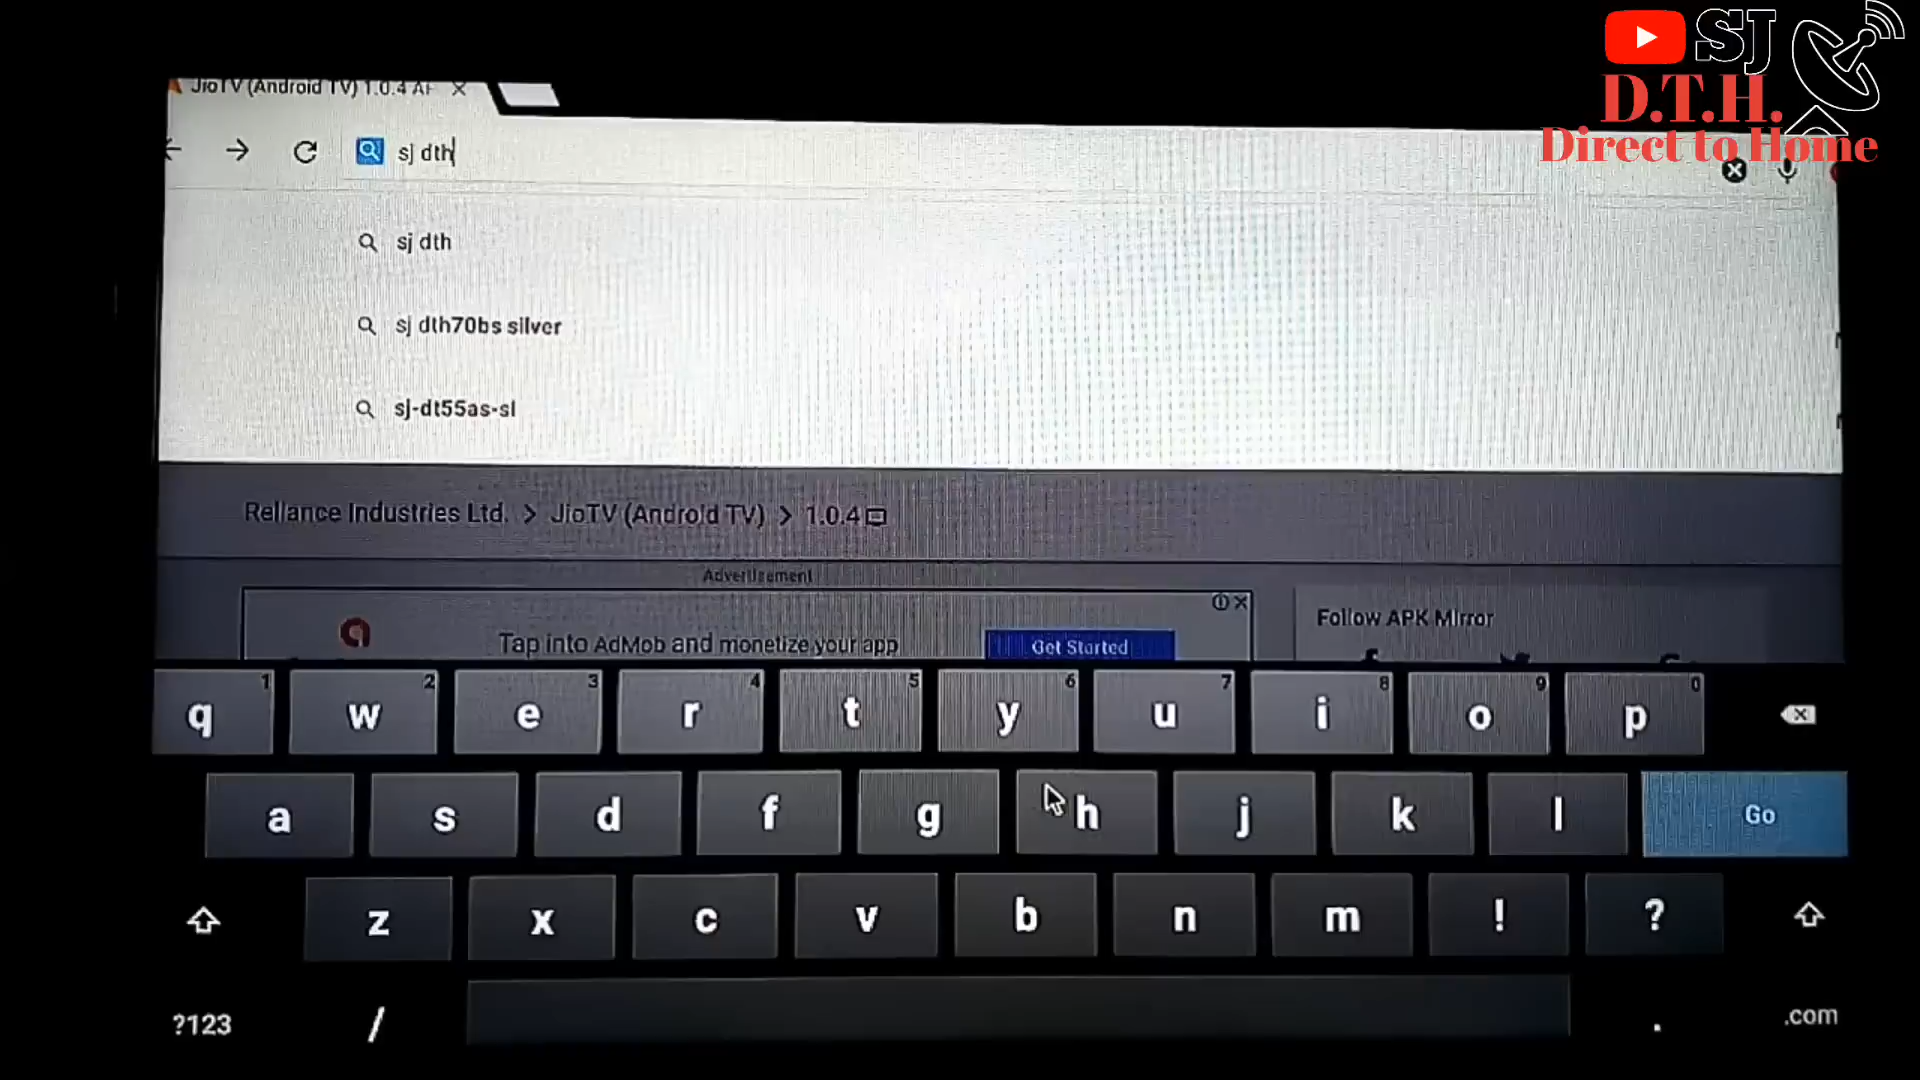 SJ
D.T.H.
Direct to Home
JioTV (Android TV) 1.0.4 AP
sj dth
sj dth
sj dth70bs silver
sj-dt55as-sl
Reliance Industries Ltd. > JioTV (Android TV) > 1.0.4
Advertisement
Tap into AdMob and monetize your app
Get Started
Follow APK Mirror
q 1 w 2 e 3 r 4 t 5 y 6 u 7 i 8 o 9 p 0
a s d f g h j k l Go
z x c v b n m ! ?
?123 / . .com